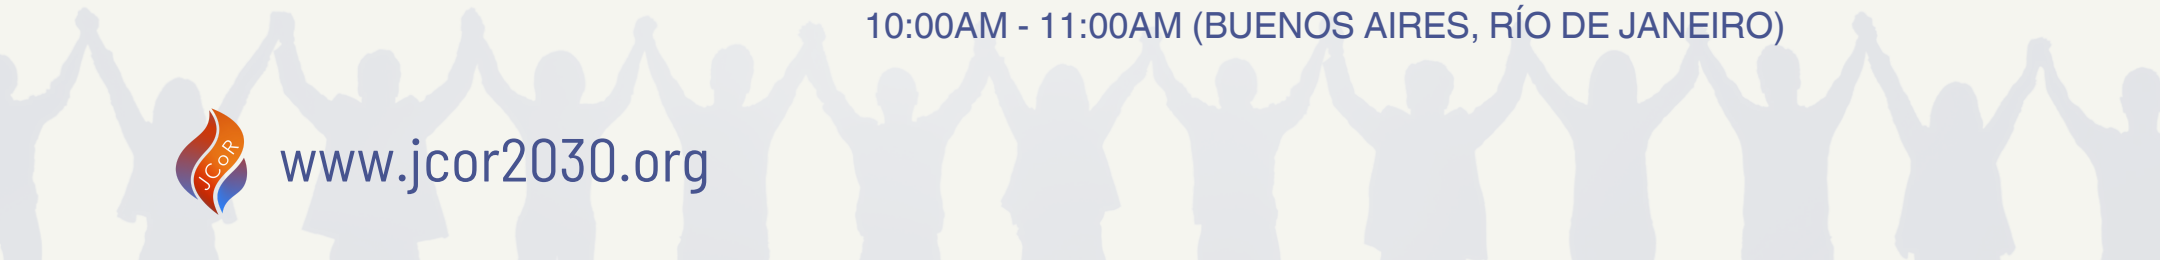 10:00AM - 11:00AM (BUENOS AIRES, RÍO DE JANEIRO)
JCoR
www.jcor2030.org